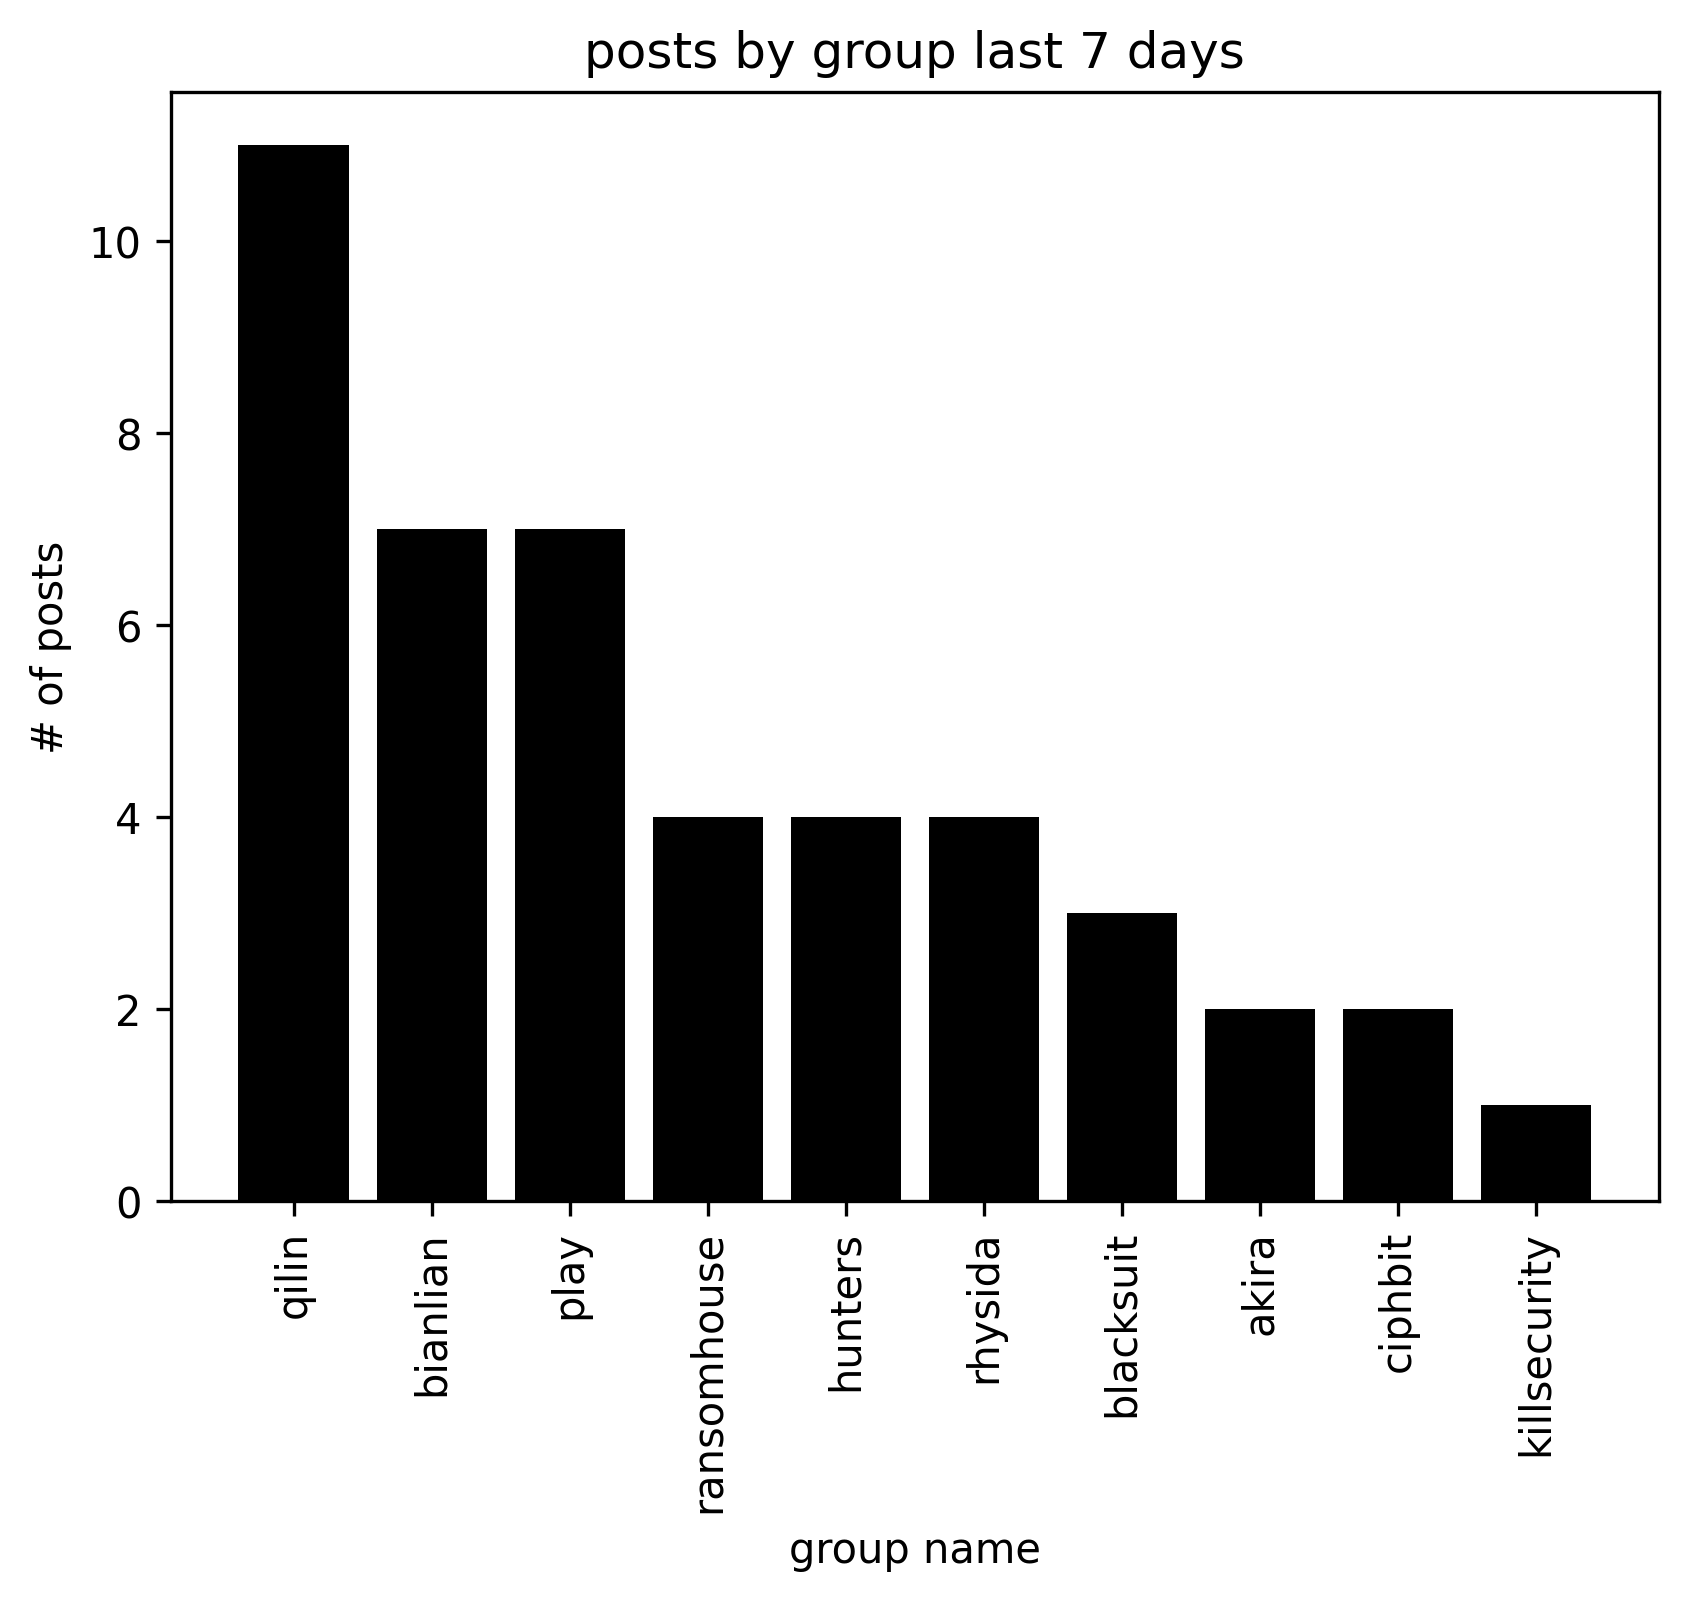 posts by group last 7 days
# of posts
10
8
6
4
2
0
qilin
bianlian
play
ransomhouse
hunters
rhysida
blacksuit
akira
ciphbit
killsecurity
group name